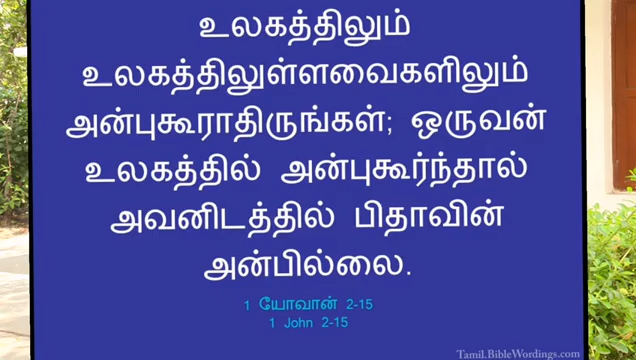 உலகத்திலும்
உலகத்திலுள்ளவைகளிலும்
அன்புகூராதிருங்கள்; ஒருவன்
உலகத்தில் அன்புகூர்ந்தால்
அவனிடத்தில் பிதாவின்
அன்பில்லை.
1 யோவான் 2-15
1 John 2-15
Tamil.BibleWordings.com